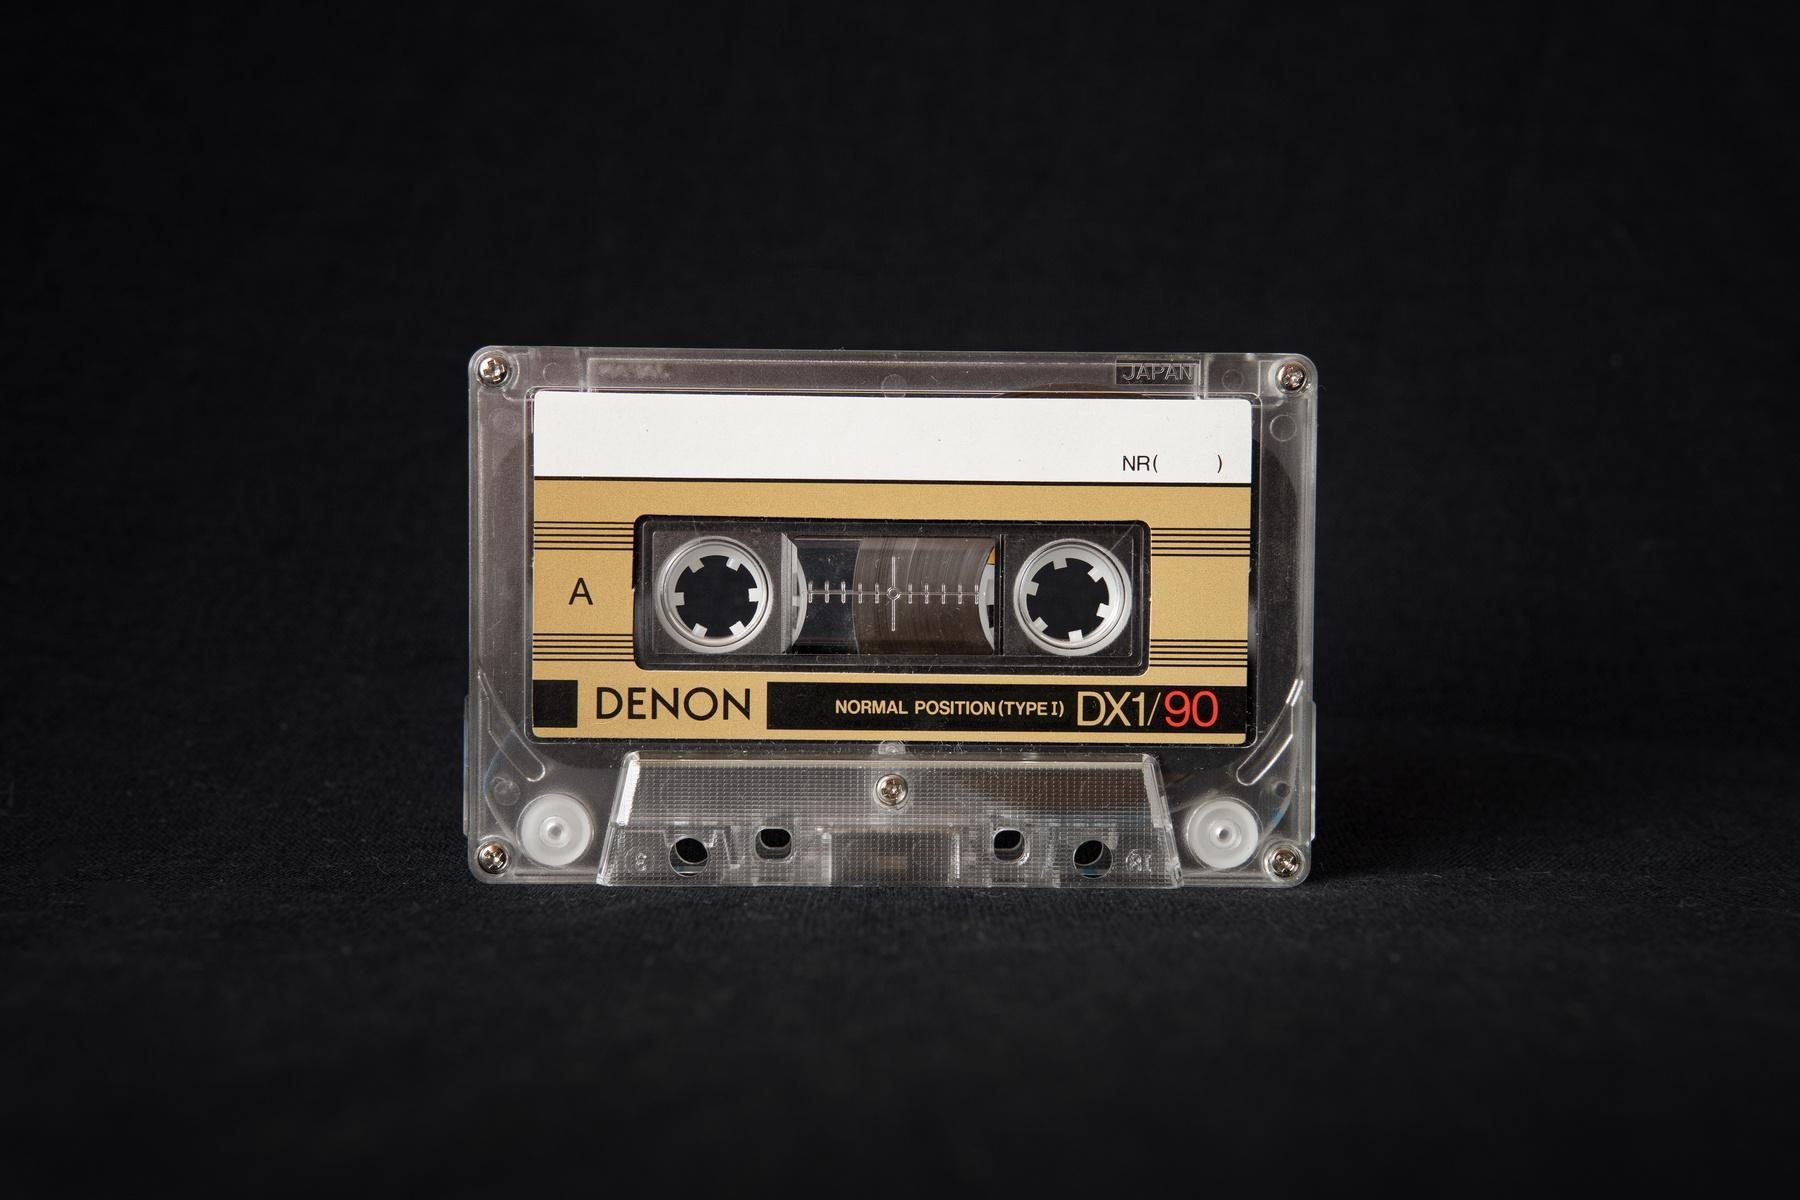 JAPAN
NR( )
A
DENON NORMAL POSITION (TYPE I) DX1/90